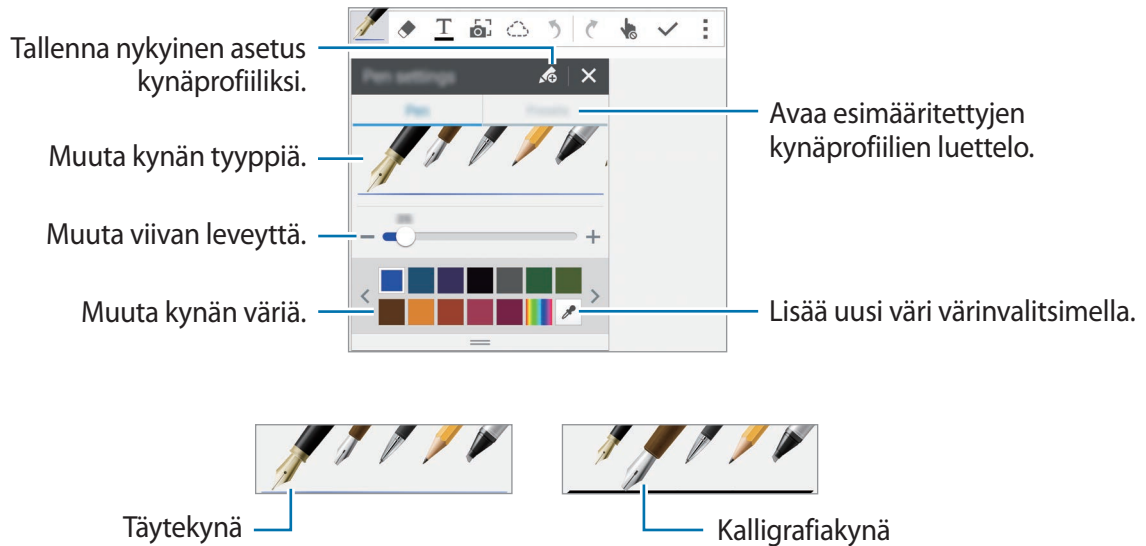 Tallenna nykyinen asetus
kynäprofiiliksi.
T
Pen settings
Pen
Presets
Avaa esimääritettyjen
kynäprofiilien luettelo.
Muuta kynän tyyppiä.
Muuta viivan leveyttä.
Muuta kynän väriä.
Lisää uusi väri värinvalitsimella.
Täytekynä
Kalligrafiakynä